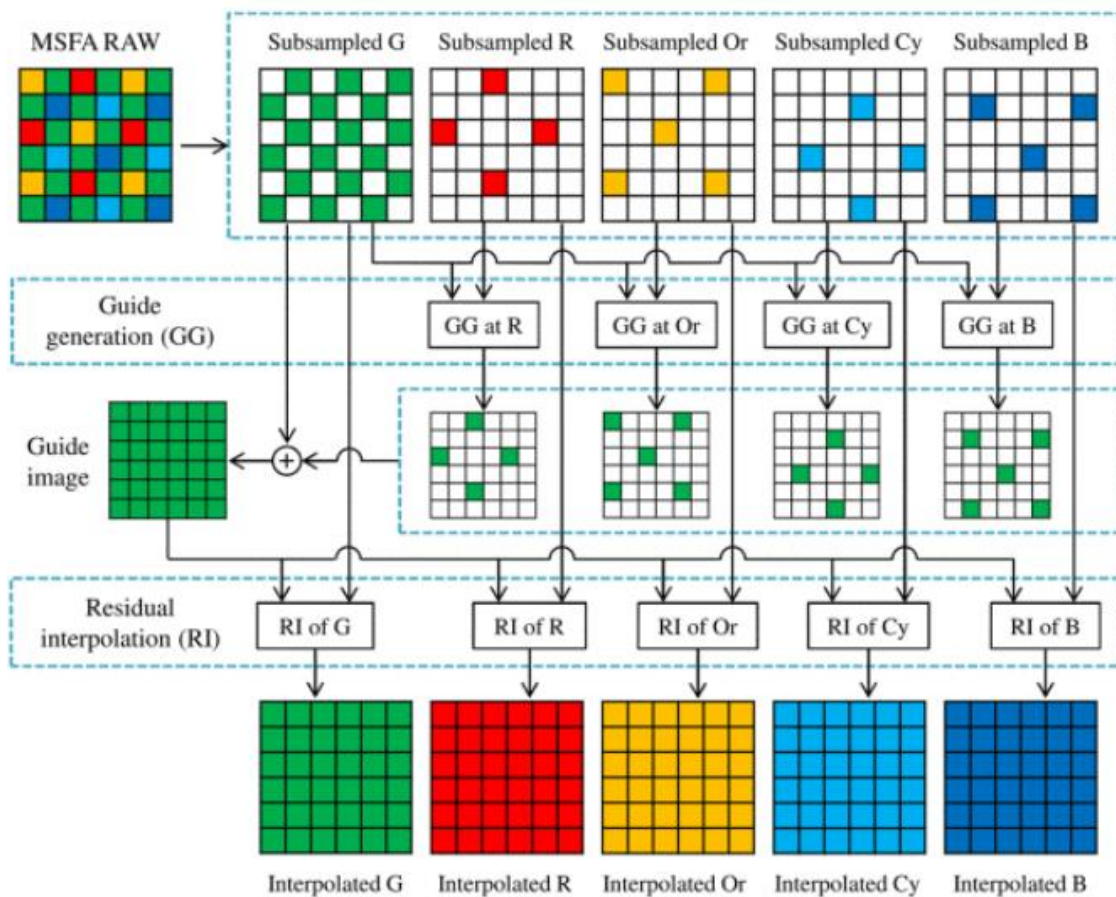 MSFA RAW
Subsampled G
Subsampled R
Subsampled Or
Subsampled Cy
Subsampled B
Guide
generation (GG)
GG at R
GG at Or
GG at Cy
GG at B
Guide
image
+
Residual
interpolation (RI)
RI of G
RI of R
RI of Or
RI of Cy
RI of B
Interpolated G
Interpolated R
Interpolated Or
Interpolated Cy
Interpolated B